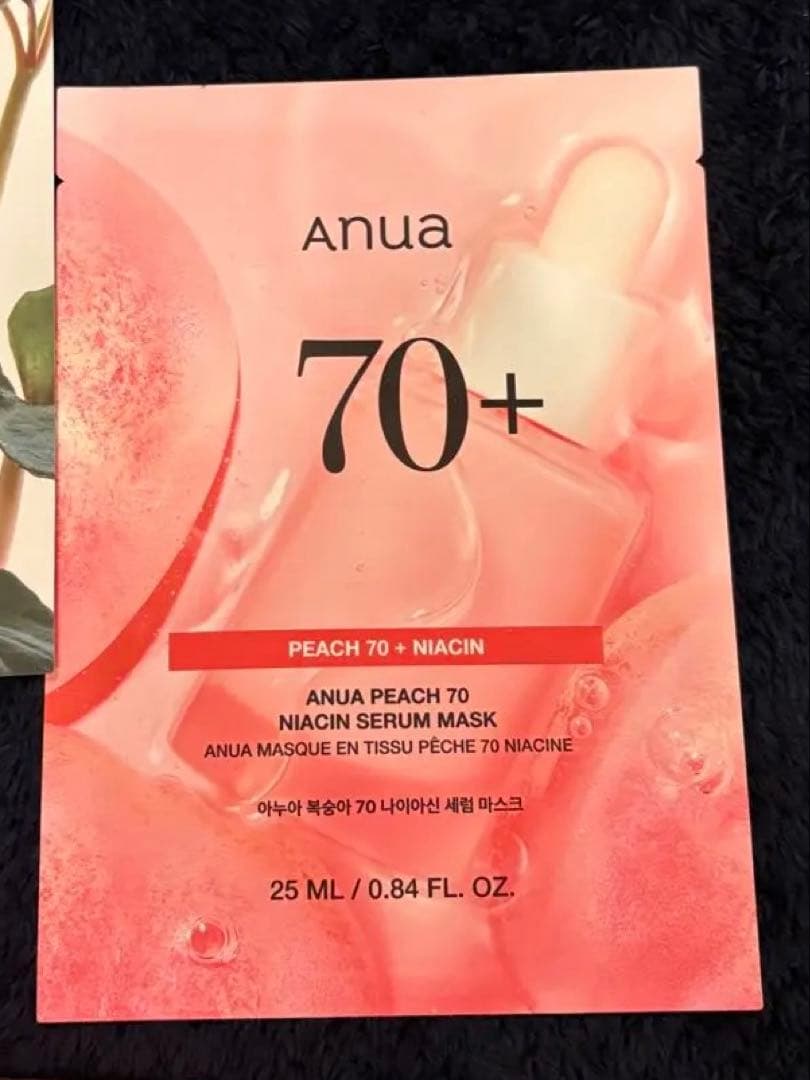 Anua
70+
PEACH 70 + NIACIN
ANUA PEACH 70
NIACIN SERUM MASK
ANUA MASQUE EN TISSU PÊCHE 70 NIACINE
아누아 복숭아 70 나이아신 세럼 마스크
25 ML / 0.84 FL. OZ.